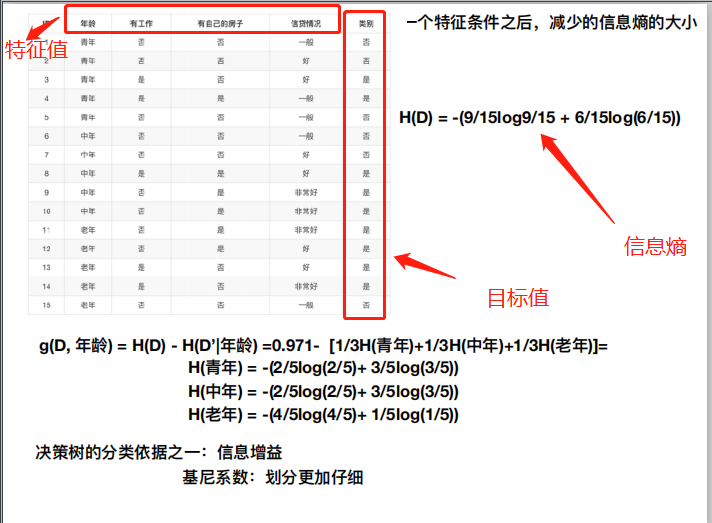 一个特征条件之后，减少的信息熵的大小
特征值
年龄 有工作 有自己的房子 信贷情况 类别
青年 否 否 一般 否
2 青年 否 否 好 否
3 青年 是 否 好 是
4 青年 是 是 一般 是
5 青年 否 否 一般 否
6 中年 否 否 一般 否
7 中年 否 否 好 否
8 中年 是 是 好 是
9 中年 否 是 非常好 是
10 中年 否 是 非常好 是
11 老年 否 是 非常好 是
12 老年 否 是 好 是
13 老年 是 否 好 是
14 老年 是 否 非常好 是
15 老年 否 否 一般 否
H(D) = -(9/15log9/15 + 6/15log(6/15))
信息熵
目标值
g(D, 年龄) = H(D) - H(D’|年龄) =0.971- [1/3H(青年)+1/3H(中年)+1/3H(老年)]=
H(青年) = -(2/5log(2/5)+ 3/5log(3/5))
H(中年) = -(2/5log(2/5)+ 3/5log(3/5))
H(老年) = -(4/5log(4/5)+ 1/5log(1/5))
决策树的分类依据之一：信息增益
基尼系数：划分更加仔细